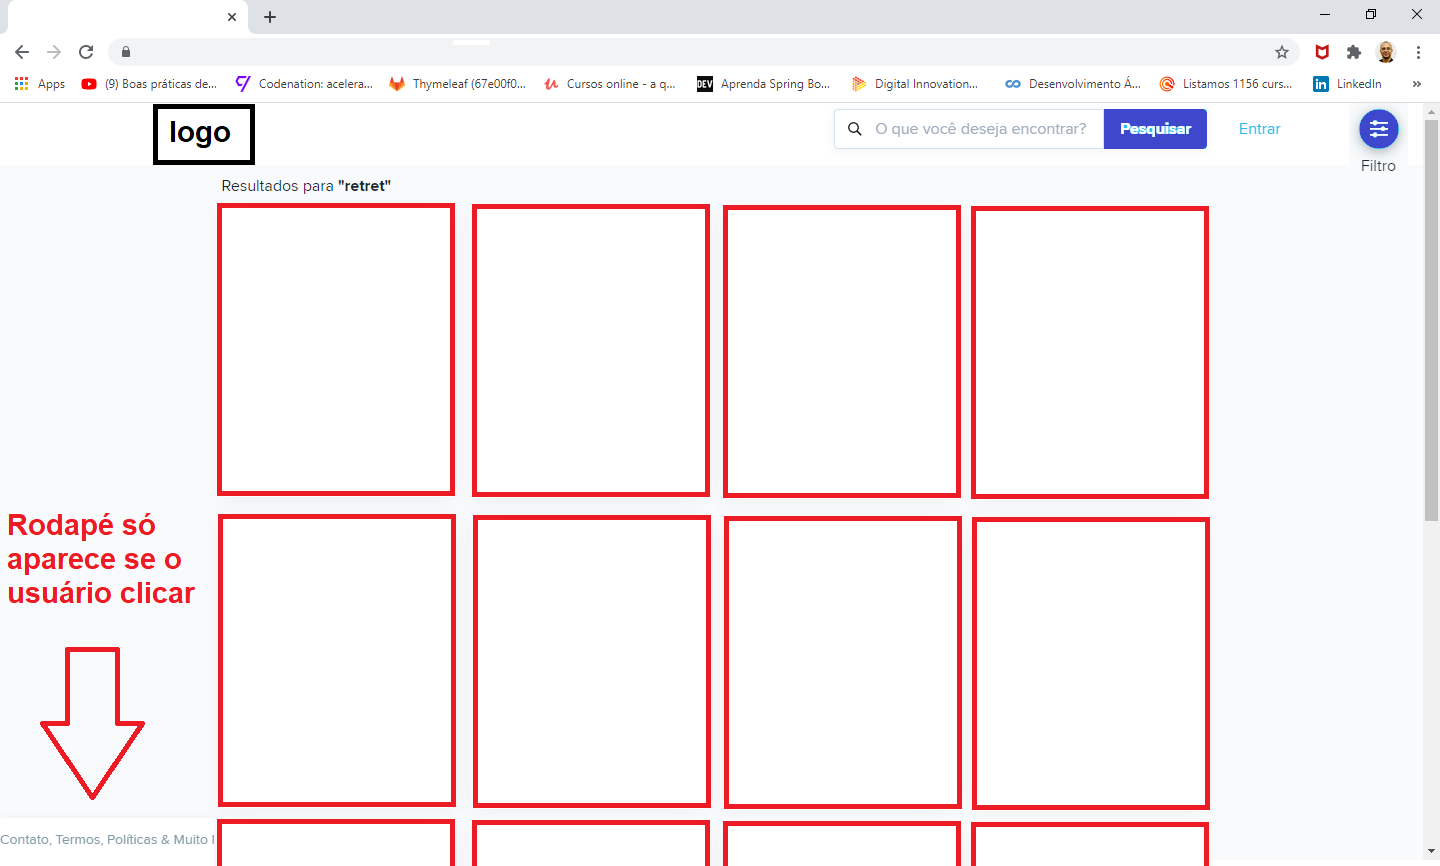 Apps (9) Boas práticas de... Codenation: acelera... Thymeleaf (67e00f0... Cursos online - a q... DEV Aprenda Spring Bo... Digital Innovation... Desenvolvimento Á... Listamos 1156 curs... in LinkedIn »
logo
O que você deseja encontrar? Pesquisar Entrar
Filtro
Resultados para "retret"
Rodapé só
aparece se o
usuário clicar
Contato, Termos, Políticas & Muito